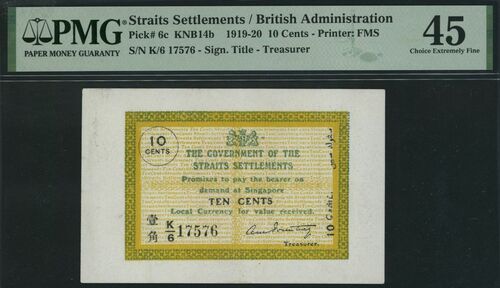 PMG
PAPER MONEY GUARANTY
Straits Settlements / British Administration
Pick# 6c KNB14b 1919-20 10 Cents - Printer: FMS
S/N K/6 17576 - Sign. Title - Treasurer
45
Choice Extremely Fine
10
CENTS
THE GOVERNMENT OF THE
STRAITS SETTLEMENTS
Promises to pay the bearer on
demand at Singapore
TEN CENTS
Local Currency for value received.
壹角
K/6 17576
Treasurer.
10 Cents